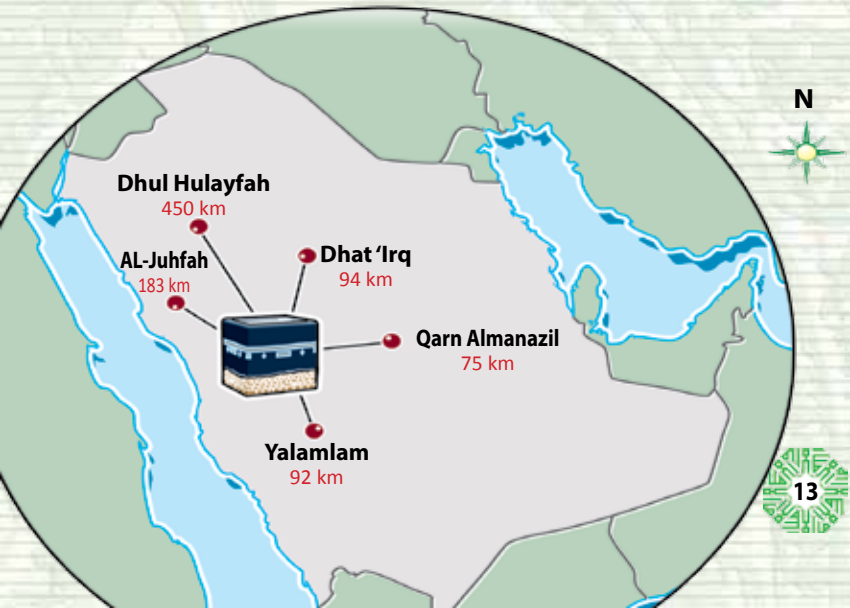 N
Dhul Hulayfah
450 km
AL-Juhfah
183 km
Dhat ‘Irq
94 km
Qarn Almanazil
75 km
Yalamlam
92 km
13